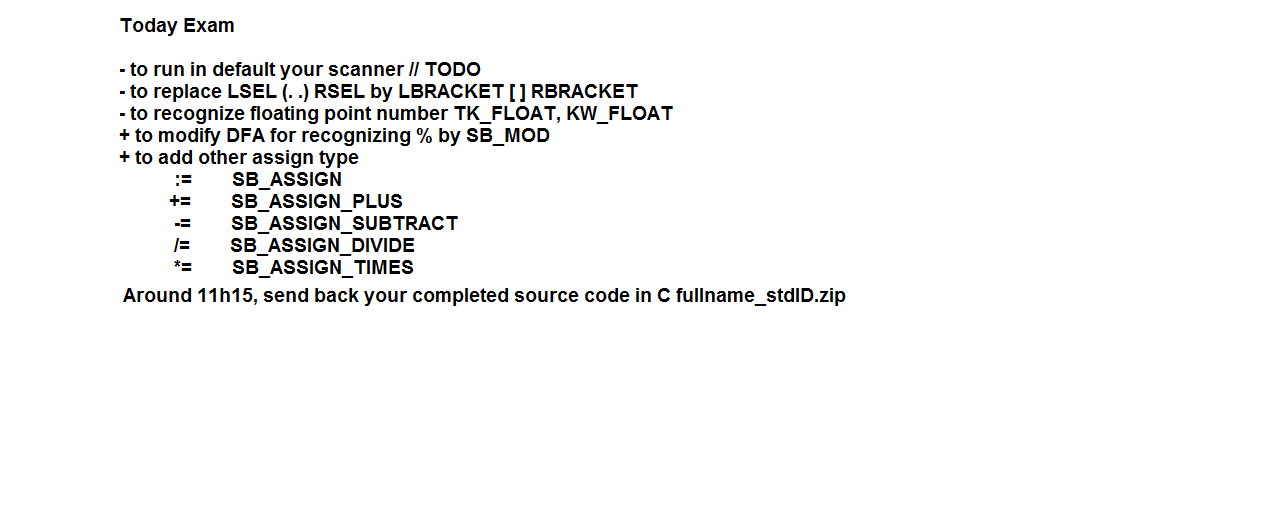 Today Exam
- to run in default your scanner // TODO
- to replace LSEL (. .) RSEL by LBRACKET [ ] RBRACKET
- to recognize floating point number TK_FLOAT, KW_FLOAT
+ to modify DFA for recognizing % by SB_MOD
+ to add other assign type
:= SB_ASSIGN
+= SB_ASSIGN_PLUS
-= SB_ASSIGN_SUBTRACT
/= SB_ASSIGN_DIVIDE
*= SB_ASSIGN_TIMES
Around 11h15, send back your completed source code in C fullname_stdID.zip